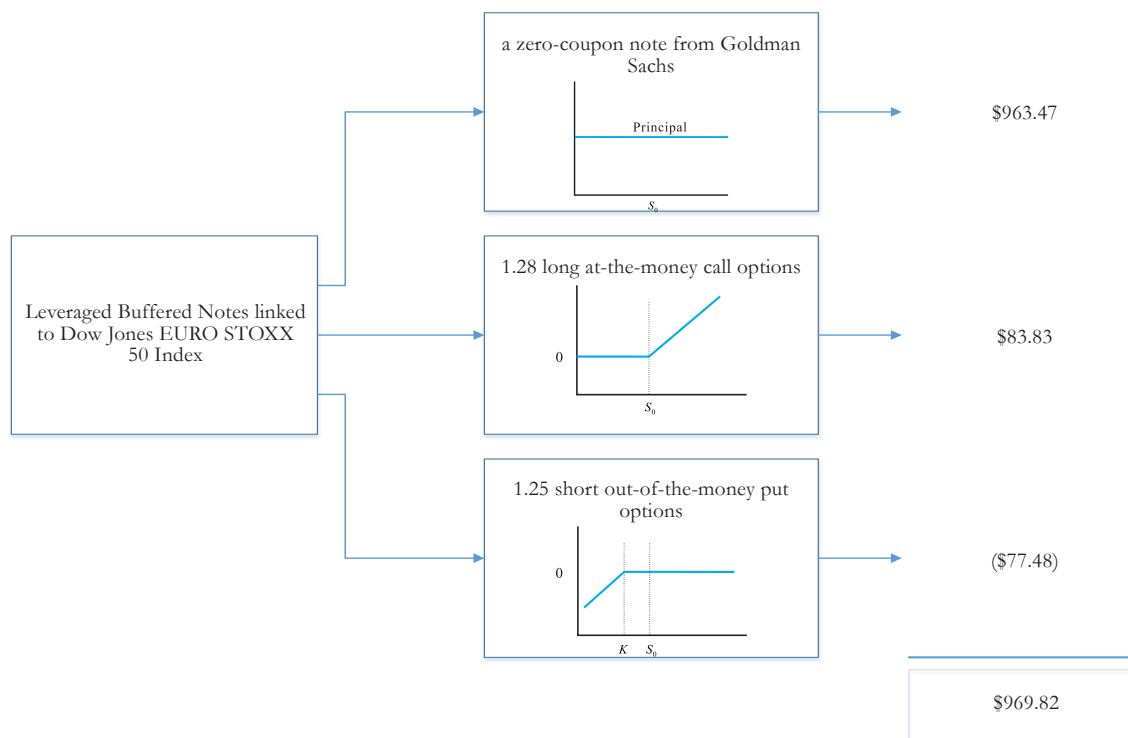 a zero-coupon note from Goldman
Sachs
Principal
S₀
$963.47
Leveraged Buffered Notes linked
to Dow Jones EURO STOXX
50 Index
1.28 long at-the-money call options
0
S₀
$83.83
1.25 short out-of-the-money put
options
0
K S₀
($77.48)
$969.82